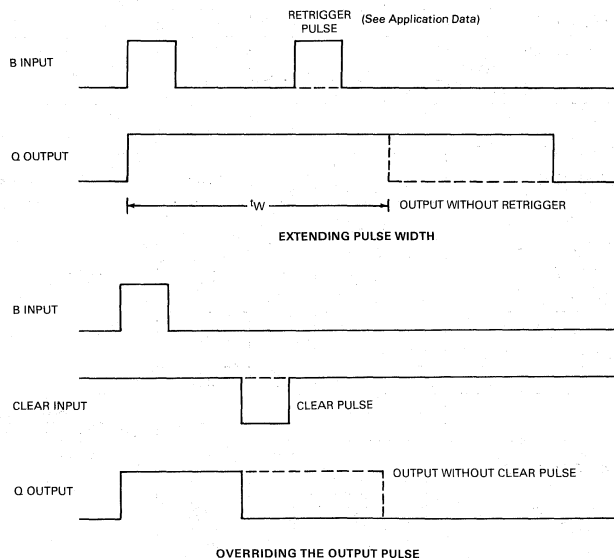 RETRIGGER
PULSE (See Application Data)
B INPUT
Q OUTPUT
tW
OUTPUT WITHOUT RETRIGGER
EXTENDING PULSE WIDTH
B INPUT
CLEAR INPUT
CLEAR PULSE
OUTPUT WITHOUT CLEAR PULSE
Q OUTPUT
OVERRIDING THE OUTPUT PULSE